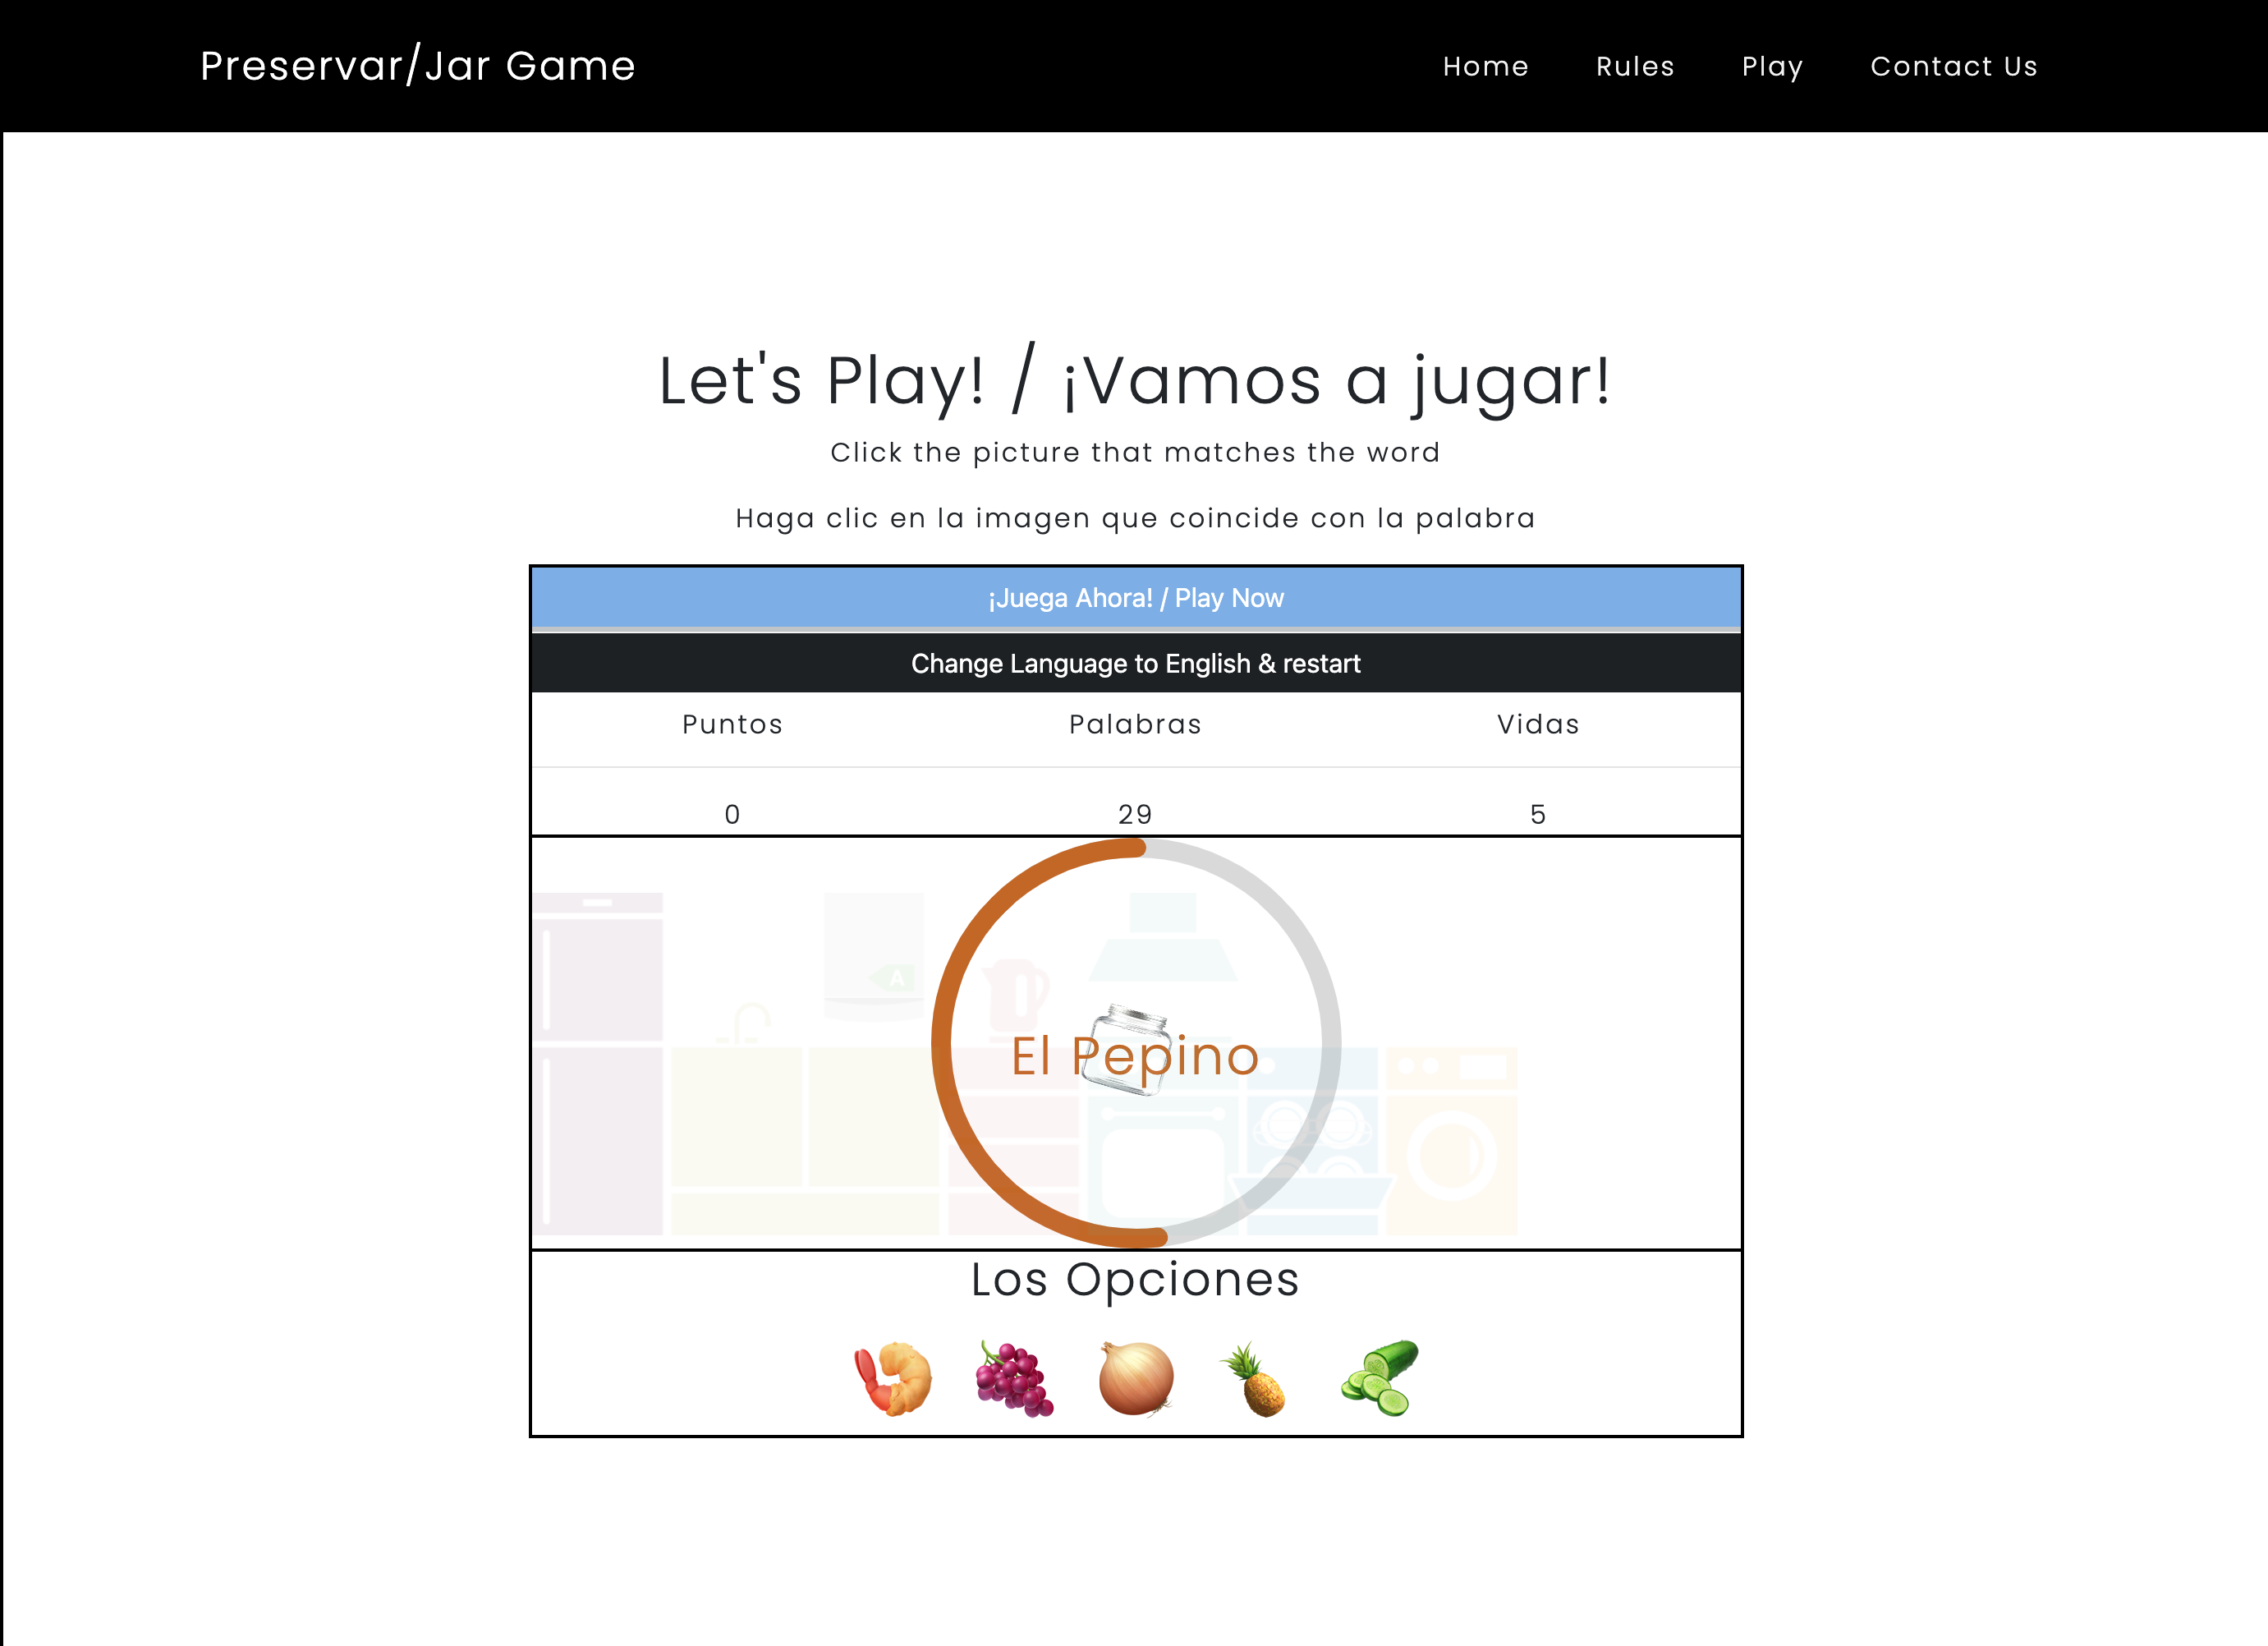 Preservar/Jar Game
Home Rules Play Contact Us
Let's Play! / ¡Vamos a jugar!
Click the picture that matches the word
Haga clic en la imagen que coincide con la palabra
¡Juega Ahora! / Play Now
Change Language to English & restart
Puntos Palabras Vidas
0 29 5
A
El Pepino
Los Opciones